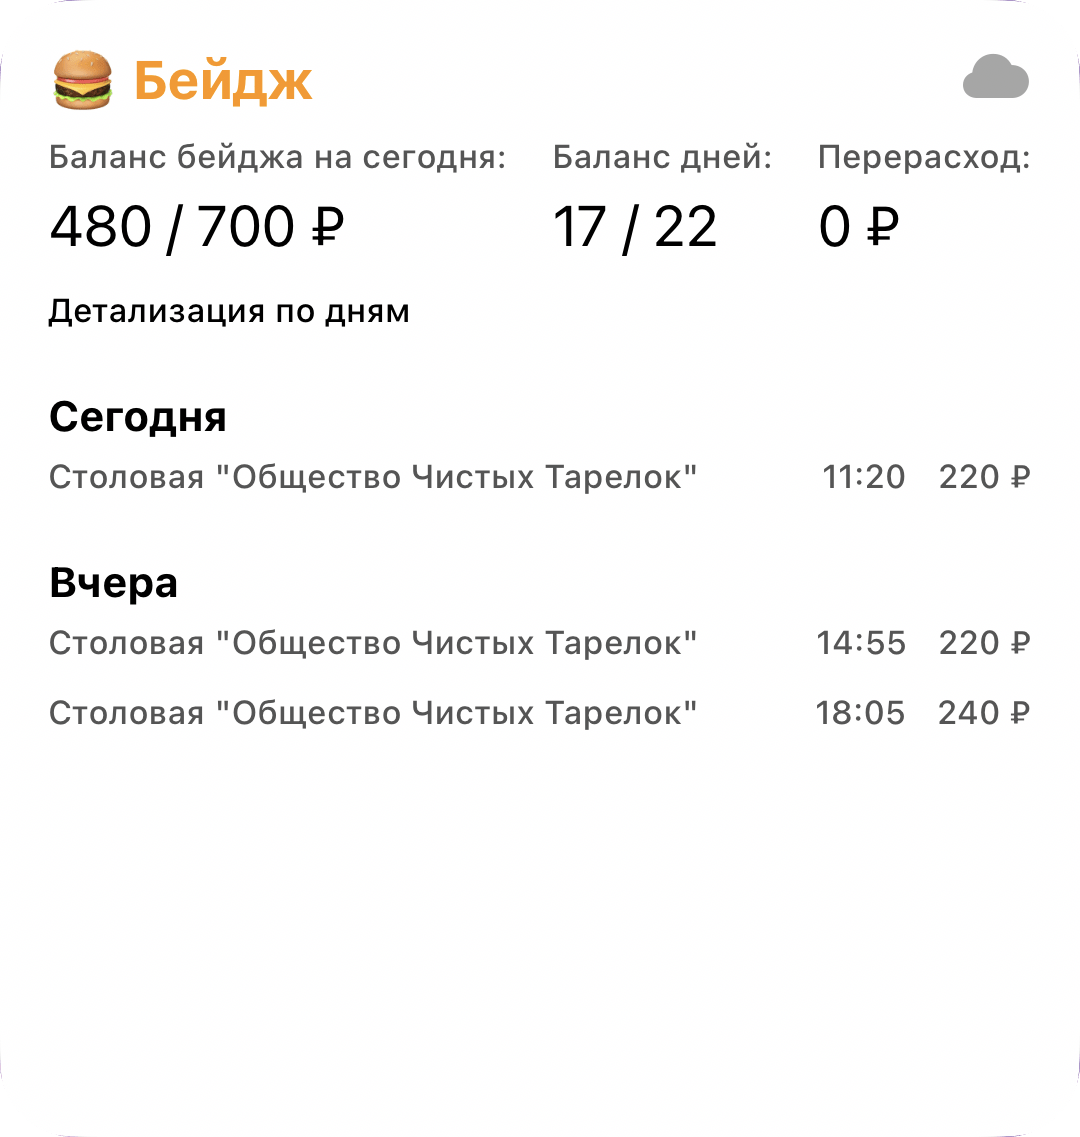 Бейдж
Баланс бейджа на сегодня: Баланс дней: Перерасход:
480 / 700 ₽ 17 / 22 0 ₽
Детализация по дням
Сегодня
Столовая "Общество Чистых Тарелок" 11:20 220 ₽
Вчера
Столовая "Общество Чистых Тарелок" 14:55 220 ₽
Столовая "Общество Чистых Тарелок" 18:05 240 ₽